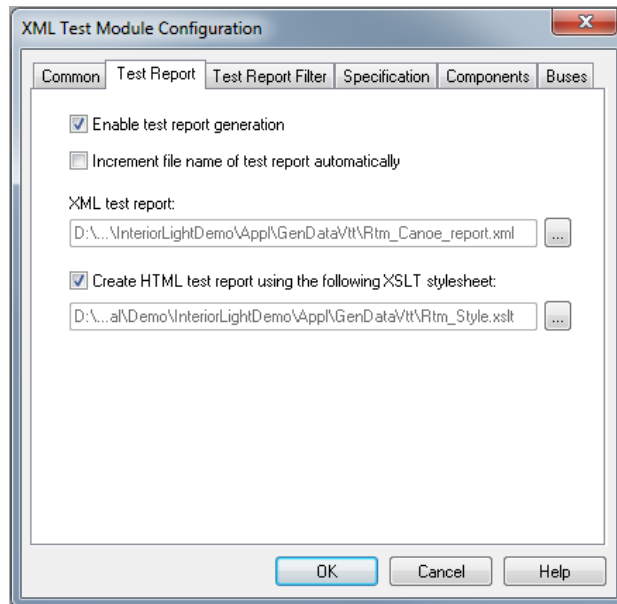 XML Test Module Configuration
Common Test Report Test Report Filter Specification Components Buses
Enable test report generation
Increment file name of test report automatically
XML test report:
D:\...\InteriorLightDemo\Appl\GenDataVtt\Rtm_Canoe_report.xml ...
Create HTML test report using the following XSLT stylesheet:
D:\...al\Demo\InteriorLightDemo\Appl\GenDataVtt\Rtm_Style.xslt ...
OK Cancel Help